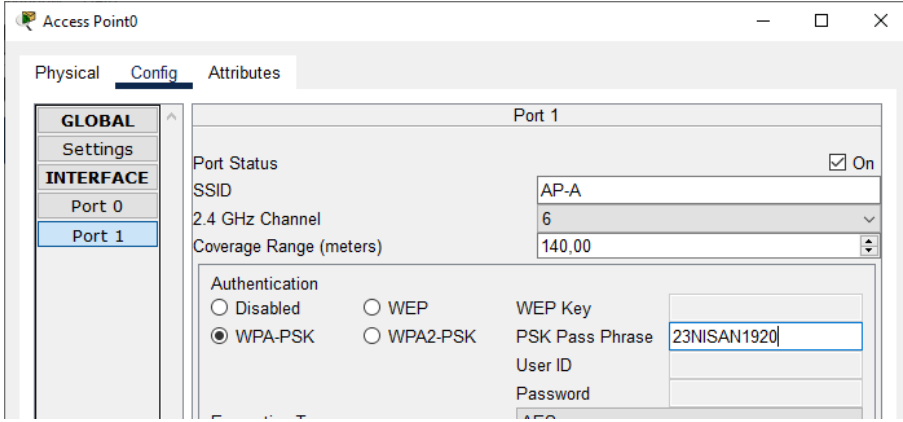 Access Point0
Physical Config Attributes
GLOBAL
Settings
INTERFACE
Port 0
Port 1
Port 1
Port Status On
SSID AP-A
2.4 GHz Channel 6
Coverage Range (meters) 140,00
Authentication
Disabled WEP WEP Key
WPA-PSK WPA2-PSK PSK Pass Phrase 23NISAN1920
User ID
Password